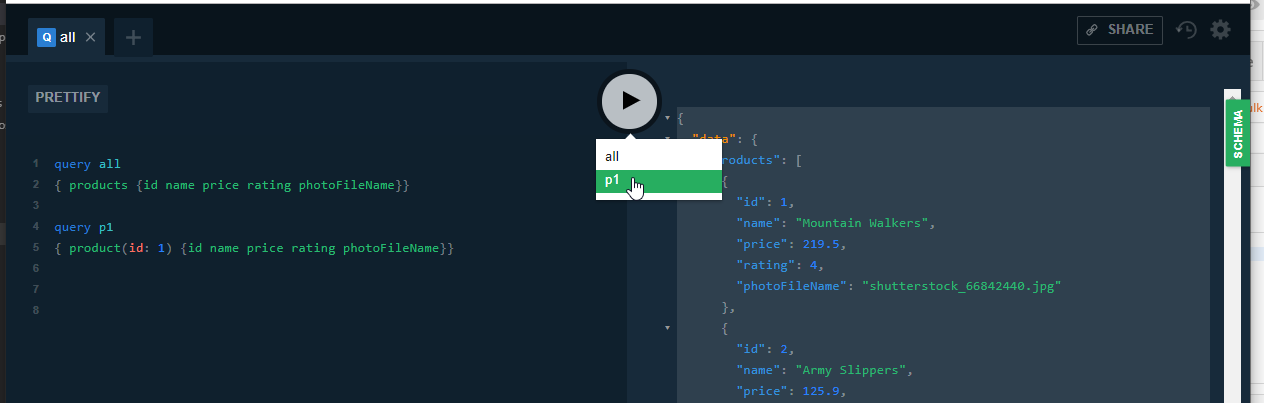 Q all ×
SHARE
PRETTIFY
1 query all
2 { products {id name price rating photoFileName}}
3
4 query p1
5 { product(id: 1) {id name price rating photoFileName}}
6
7
8
all
p1
{
"data": {
roducts": [
{
"id": 1,
"name": "Mountain Walkers",
"price": 219.5,
"rating": 4,
"photoFileName": "shutterstock_66842440.jpg"
},
{
"id": 2,
"name": "Army Slippers",
"price": 125.9,
SCHEMA